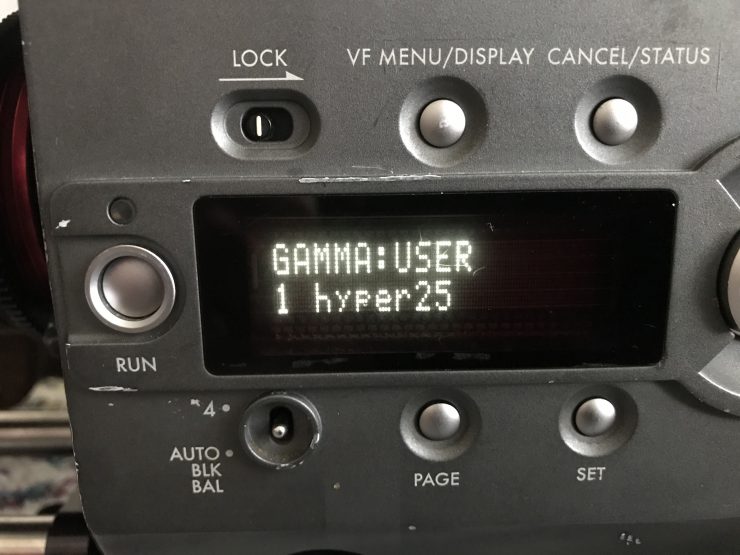 LOCK
VF MENU/DISPLAY
CANCEL/STATUS
GAMMA:USER
1 hyper25
RUN
4
AUTO
BLK
BAL
PAGE
SET